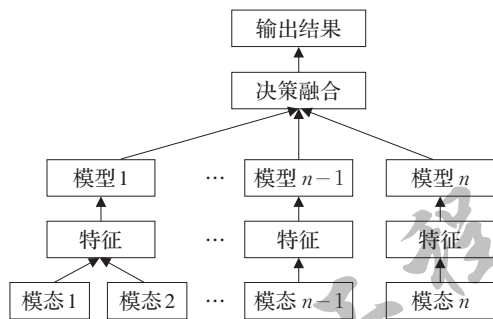 输出结果
决策融合
模型 1 … 模型 n－1 模型 n
特征 … 特征 特征
模态 1 模态 2 … 模态 n－1 模态 n